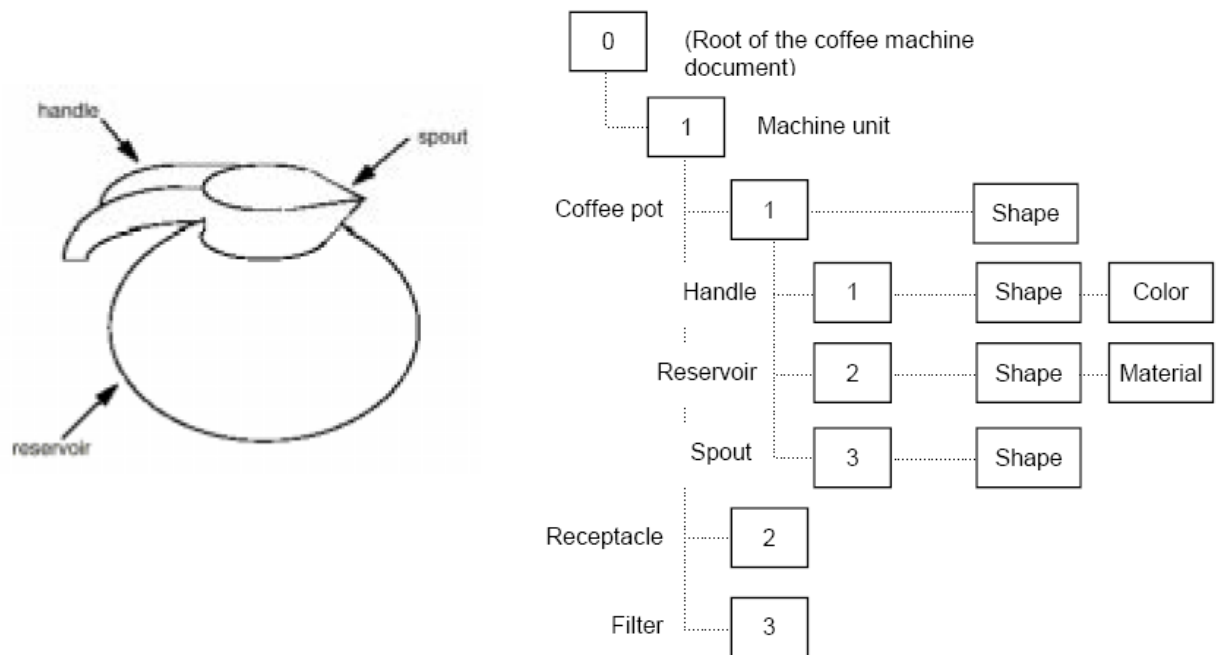 handle
spout
reservoir
0 (Root of the coffee machine
document)
1 Machine unit
Coffee pot 1 Shape
Handle 1 Shape Color
Reservoir 2 Shape Material
Spout 3 Shape
Receptacle 2
Filter 3